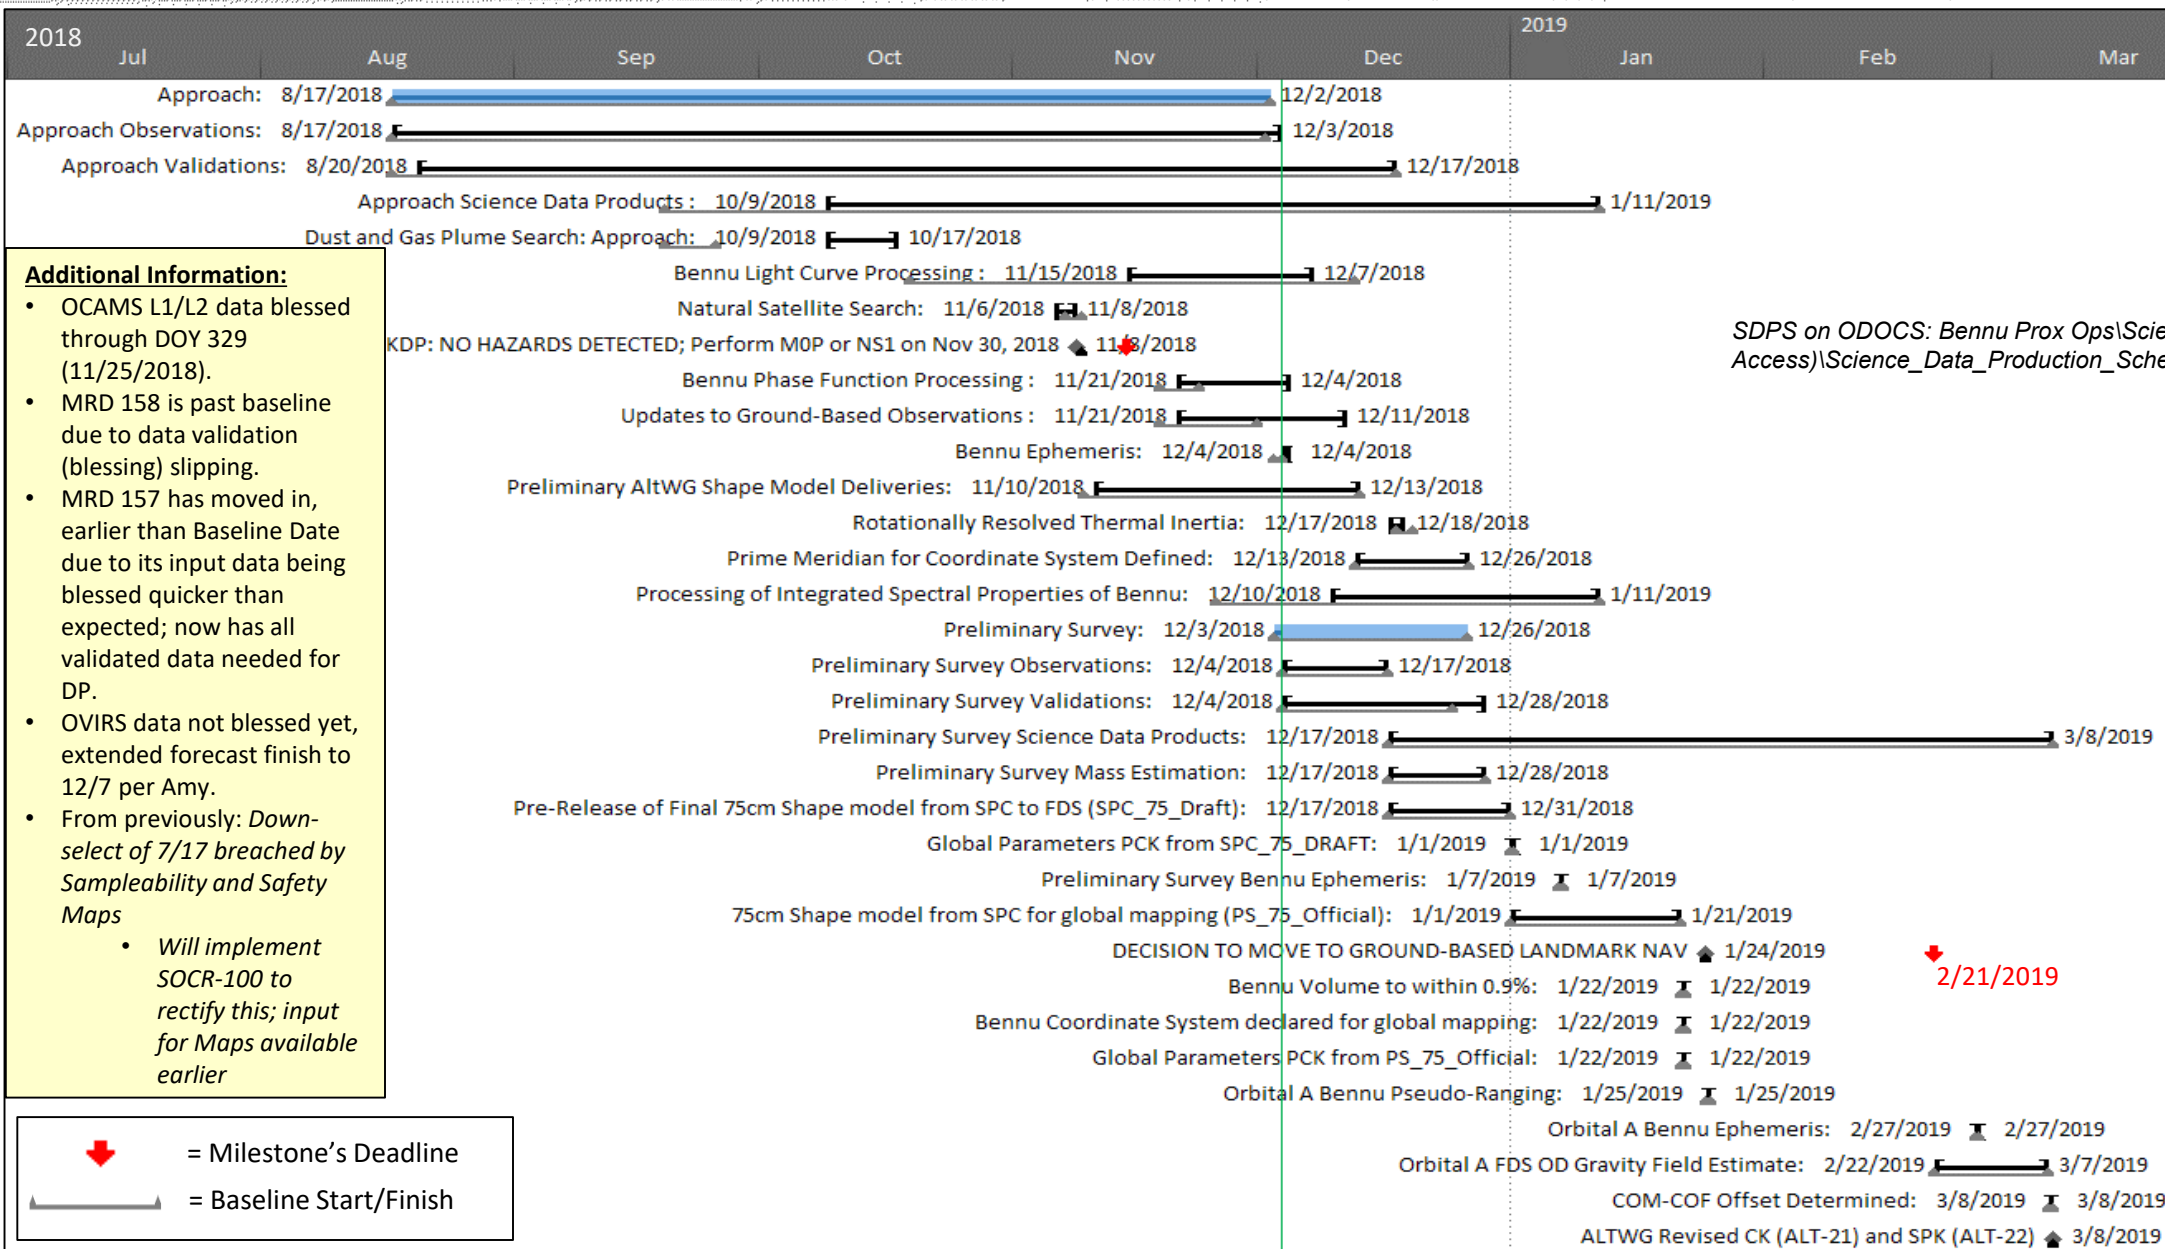 2018
2019
Jul Aug Sep Oct Nov Dec Jan Feb Mar
Approach: 8/17/2018 12/2/2018
Approach Observations: 8/17/2018 12/3/2018
Approach Validations: 8/20/2018 12/17/2018
Approach Science Data Products : 10/9/2018 1/11/2019
Dust and Gas Plume Search: Approach: 10/9/2018 10/17/2018
Bennu Light Curve Processing : 11/15/2018 12/7/2018
Natural Satellite Search: 11/6/2018 11/8/2018
KDP: NO HAZARDS DETECTED; Perform M0P or NS1 on Nov 30, 2018 11/8/2018
Bennu Phase Function Processing : 11/21/2018 12/4/2018
Updates to Ground-Based Observations : 11/21/2018 12/11/2018
Bennu Ephemeris: 12/4/2018 12/4/2018
Preliminary AltWG Shape Model Deliveries: 11/10/2018 12/13/2018
Rotationally Resolved Thermal Inertia: 12/17/2018 12/18/2018
Prime Meridian for Coordinate System Defined: 12/13/2018 12/26/2018
Processing of Integrated Spectral Properties of Bennu: 12/10/2018 1/11/2019
Preliminary Survey: 12/3/2018 12/26/2018
Preliminary Survey Observations: 12/4/2018 12/17/2018
Preliminary Survey Validations: 12/4/2018 12/28/2018
Preliminary Survey Science Data Products: 12/17/2018 3/8/2019
Preliminary Survey Mass Estimation: 12/17/2018 12/28/2018
Pre-Release of Final 75cm Shape model from SPC to FDS (SPC_75_Draft): 12/17/2018 12/31/2018
Global Parameters PCK from SPC_75_DRAFT: 1/1/2019 1/1/2019
Preliminary Survey Bennu Ephemeris: 1/7/2019 1/7/2019
75cm Shape model from SPC for global mapping (PS_75_Official): 1/1/2019 1/21/2019
DECISION TO MOVE TO GROUND-BASED LANDMARK NAV 1/24/2019
2/21/2019
Bennu Volume to within 0.9%: 1/22/2019 1/22/2019
Bennu Coordinate System declared for global mapping: 1/22/2019 1/22/2019
Global Parameters PCK from PS_75_Official: 1/22/2019 1/22/2019
Orbital A Bennu Pseudo-Ranging: 1/25/2019 1/25/2019
Orbital A Bennu Ephemeris: 2/27/2019 2/27/2019
Orbital A FDS OD Gravity Field Estimate: 2/22/2019 3/7/2019
COM-COF Offset Determined: 3/8/2019 3/8/2019
ALTWG Revised CK (ALT-21) and SPK (ALT-22) 3/8/2019
SDPS on ODOCS: Bennu Prox Ops\Scie
Access)\Science_Data_Production_Sche
Additional Information:
• OCAMS L1/L2 data blessed
through DOY 329
(11/25/2018).
• MRD 158 is past baseline
due to data validation
(blessing) slipping.
• MRD 157 has moved in,
earlier than Baseline Date
due to its input data being
blessed quicker than
expected; now has all
validated data needed for
DP.
• OVIRS data not blessed yet,
extended forecast finish to
12/7 per Amy.
• From previously: Down-
select of 7/17 breached by
Sampleability and Safety
Maps
• Will implement
SOCR-100 to
rectify this; input
for Maps available
earlier
= Milestone’s Deadline
= Baseline Start/Finish